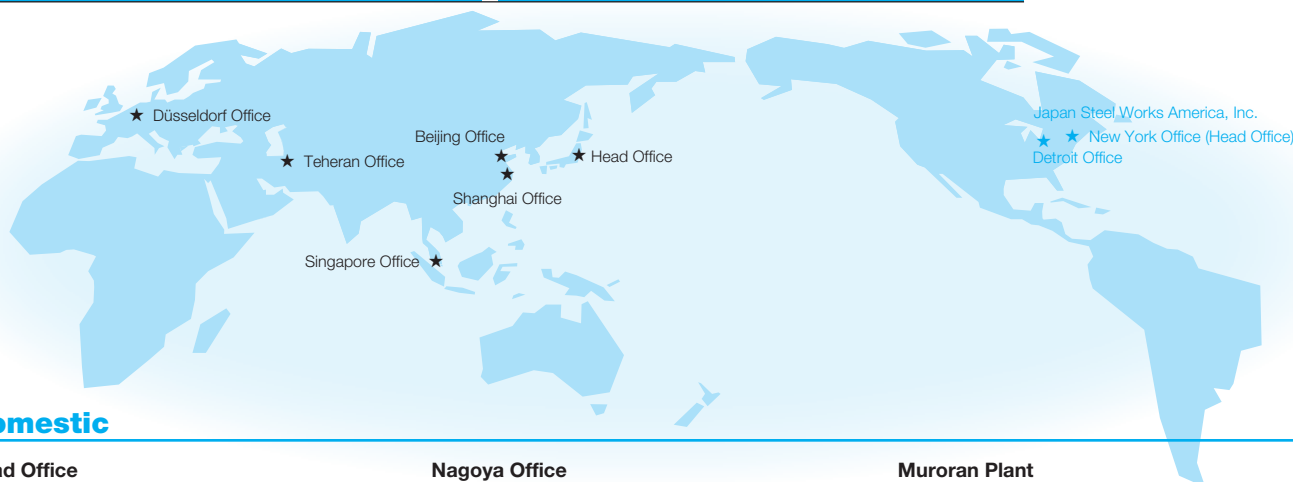 Düsseldorf Office
Teheran Office
Beijing Office
Head Office
Shanghai Office
Singapore Office
Japan Steel Works America, Inc.
New York Office (Head Office)
Detroit Office
omestic
Office
Nagoya Office
Muroran Plant